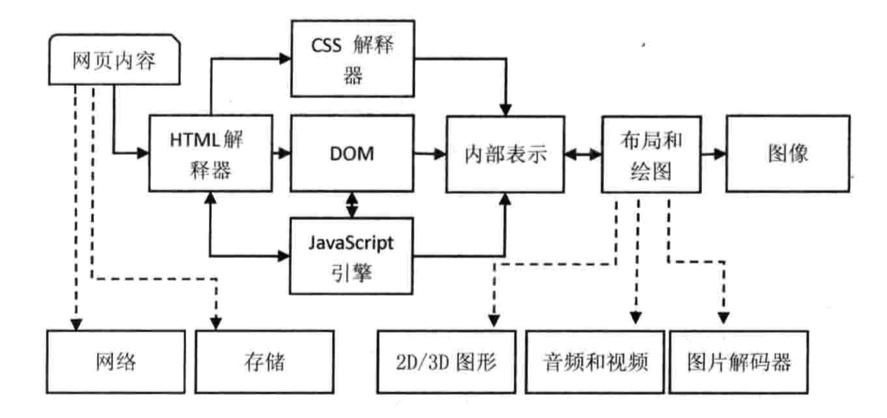 CSS 解释
器
网页内容
HTML解
释器
DOM
内部表示
布局和
绘图
图像
JavaScript
引擎
网络
存储
2D/3D 图形
音频和视频
图片解码器